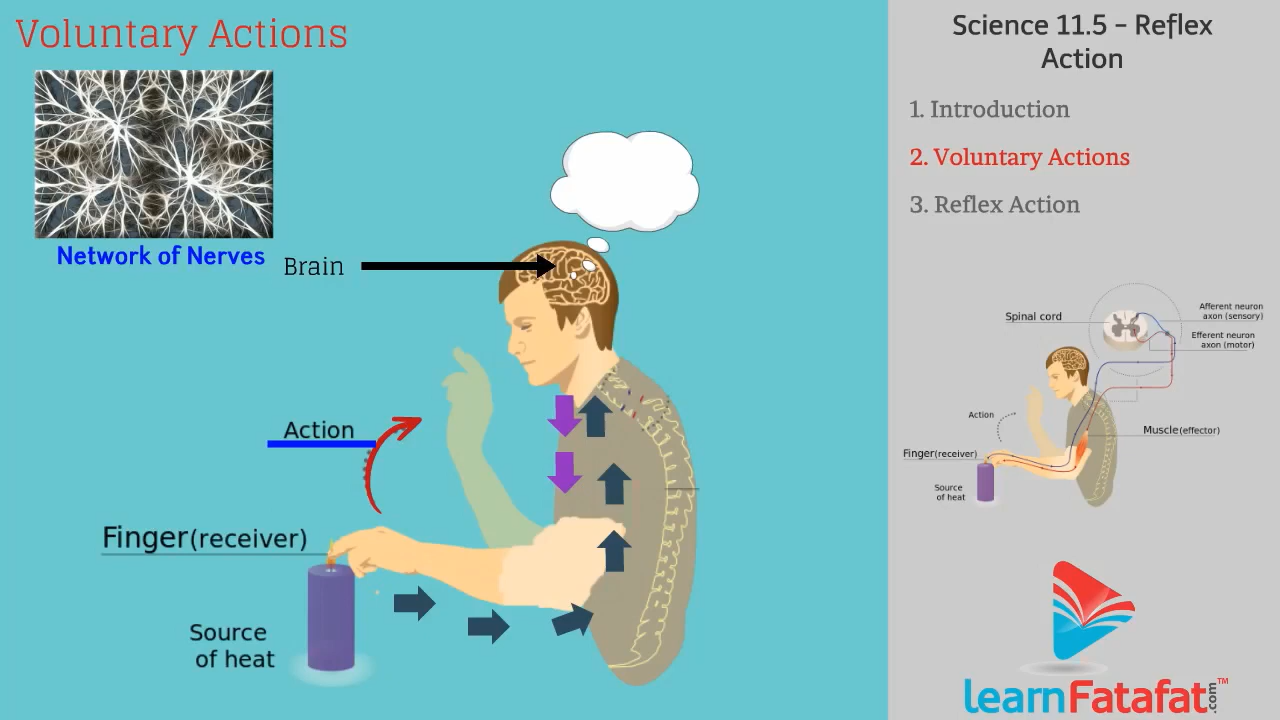 Voluntary Actions
Network of Nerves
Brain
Action
Finger(receiver)
Source
of heat
Science 11.5 – Reflex
Action
1. Introduction
2. Voluntary Actions
3. Reflex Action
Spinal cord
Afferent neuron
axon (sensory)
Efferent neuron
axon (motor)
Action
Muscle(effector)
Finger(receiver)
Source
of heat
learnFatafat.com™